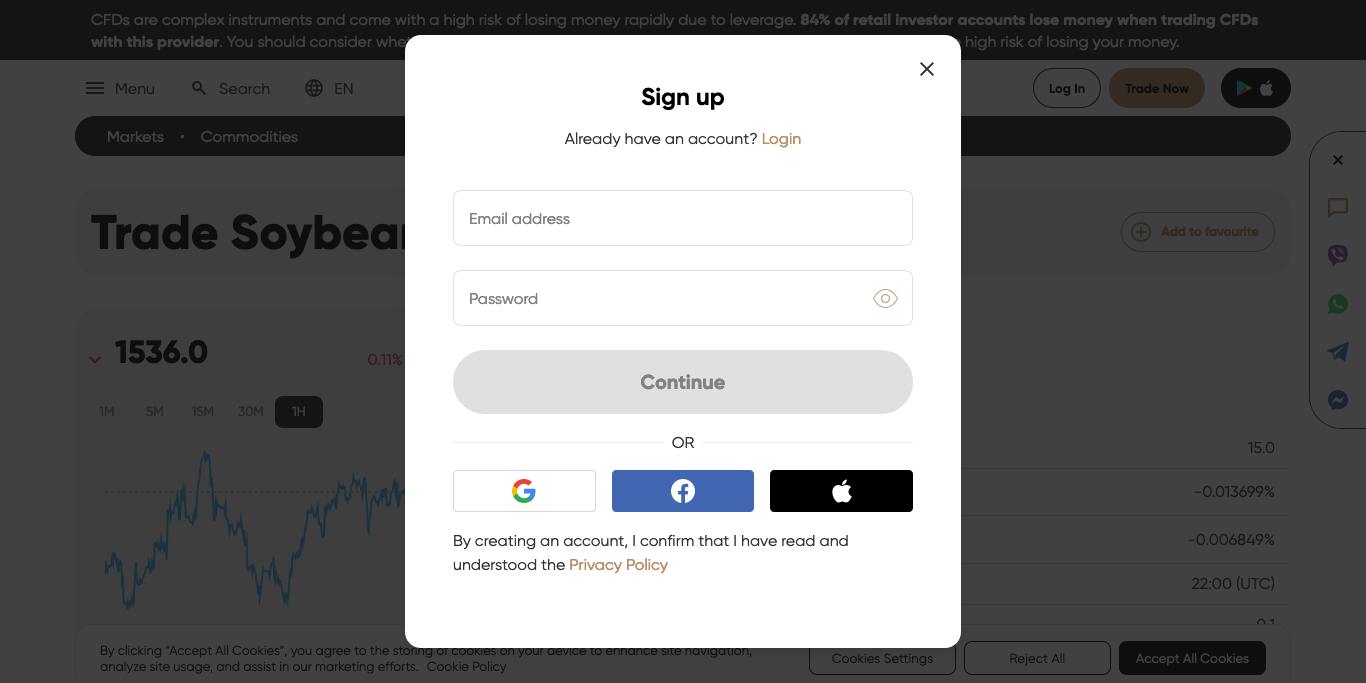 CFDs are complex instruments and come with a high risk of losing money rapidly due to leverage. 84% of retail investor accounts lose money when trading CFDs
with this provider. You should consider high risk of losing your money.
Menu Search EN Log In Trade Now
Markets • Commodities
Trade Soybean
Add to favourite
1536.0
0.11%
1M 5M 15M 30M 1H
15.0
-0.013699%
-0.006849%
22:00 (UTC)
0.1
Sign up
Already have an account? Login
Email address
Password
Continue
OR
By creating an account, I confirm that I have read and
understood the Privacy Policy
By clicking “Accept All Cookies”, you agree to the storing of cookies on your device to enhance site navigation,
analyze site usage, and assist in our marketing efforts. Cookie Policy
Cookies Settings
Reject All
Accept All Cookies